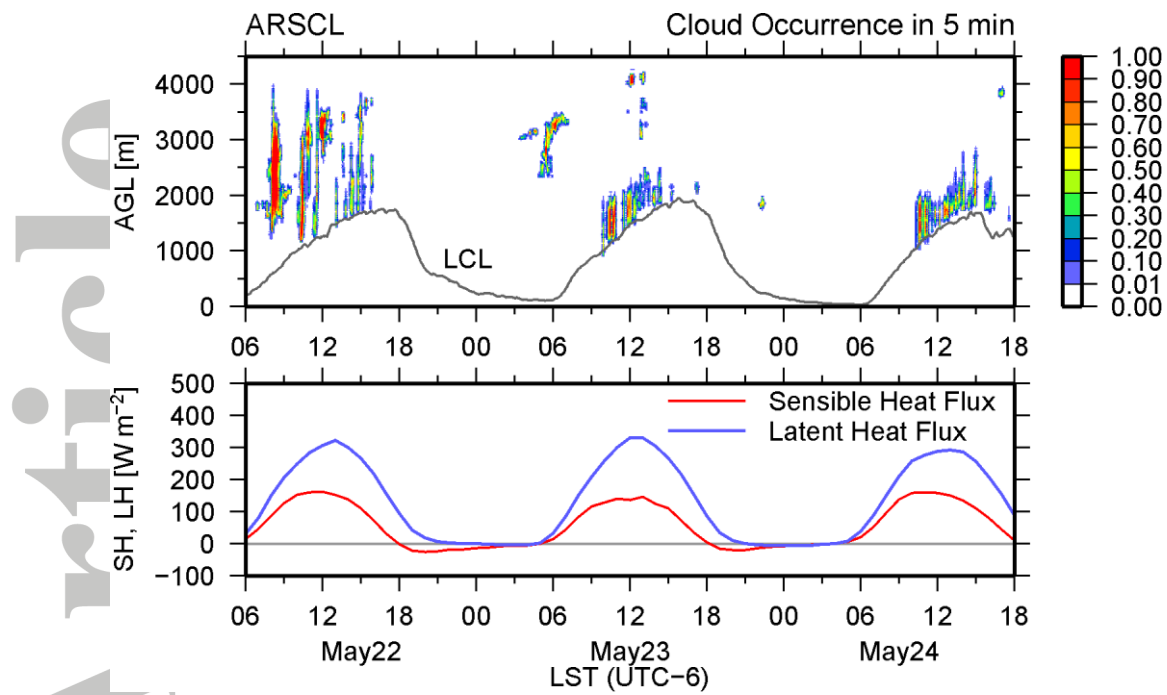 ARSCL Cloud Occurrence in 5 min
4000
3000
2000
1000
0
AGL [m]
LCL
06 12 18 00 06 12 18 00 06 12 18
1.00
0.90
0.80
0.70
0.60
0.50
0.40
0.30
0.20
0.10
0.01
0.00
500
400
300
200
100
0
−100
SH, LH [W m−2]
Sensible Heat Flux
Latent Heat Flux
06 12 18 00 06 12 18 00 06 12 18
May22 May23 May24
LST (UTC−6)
Article